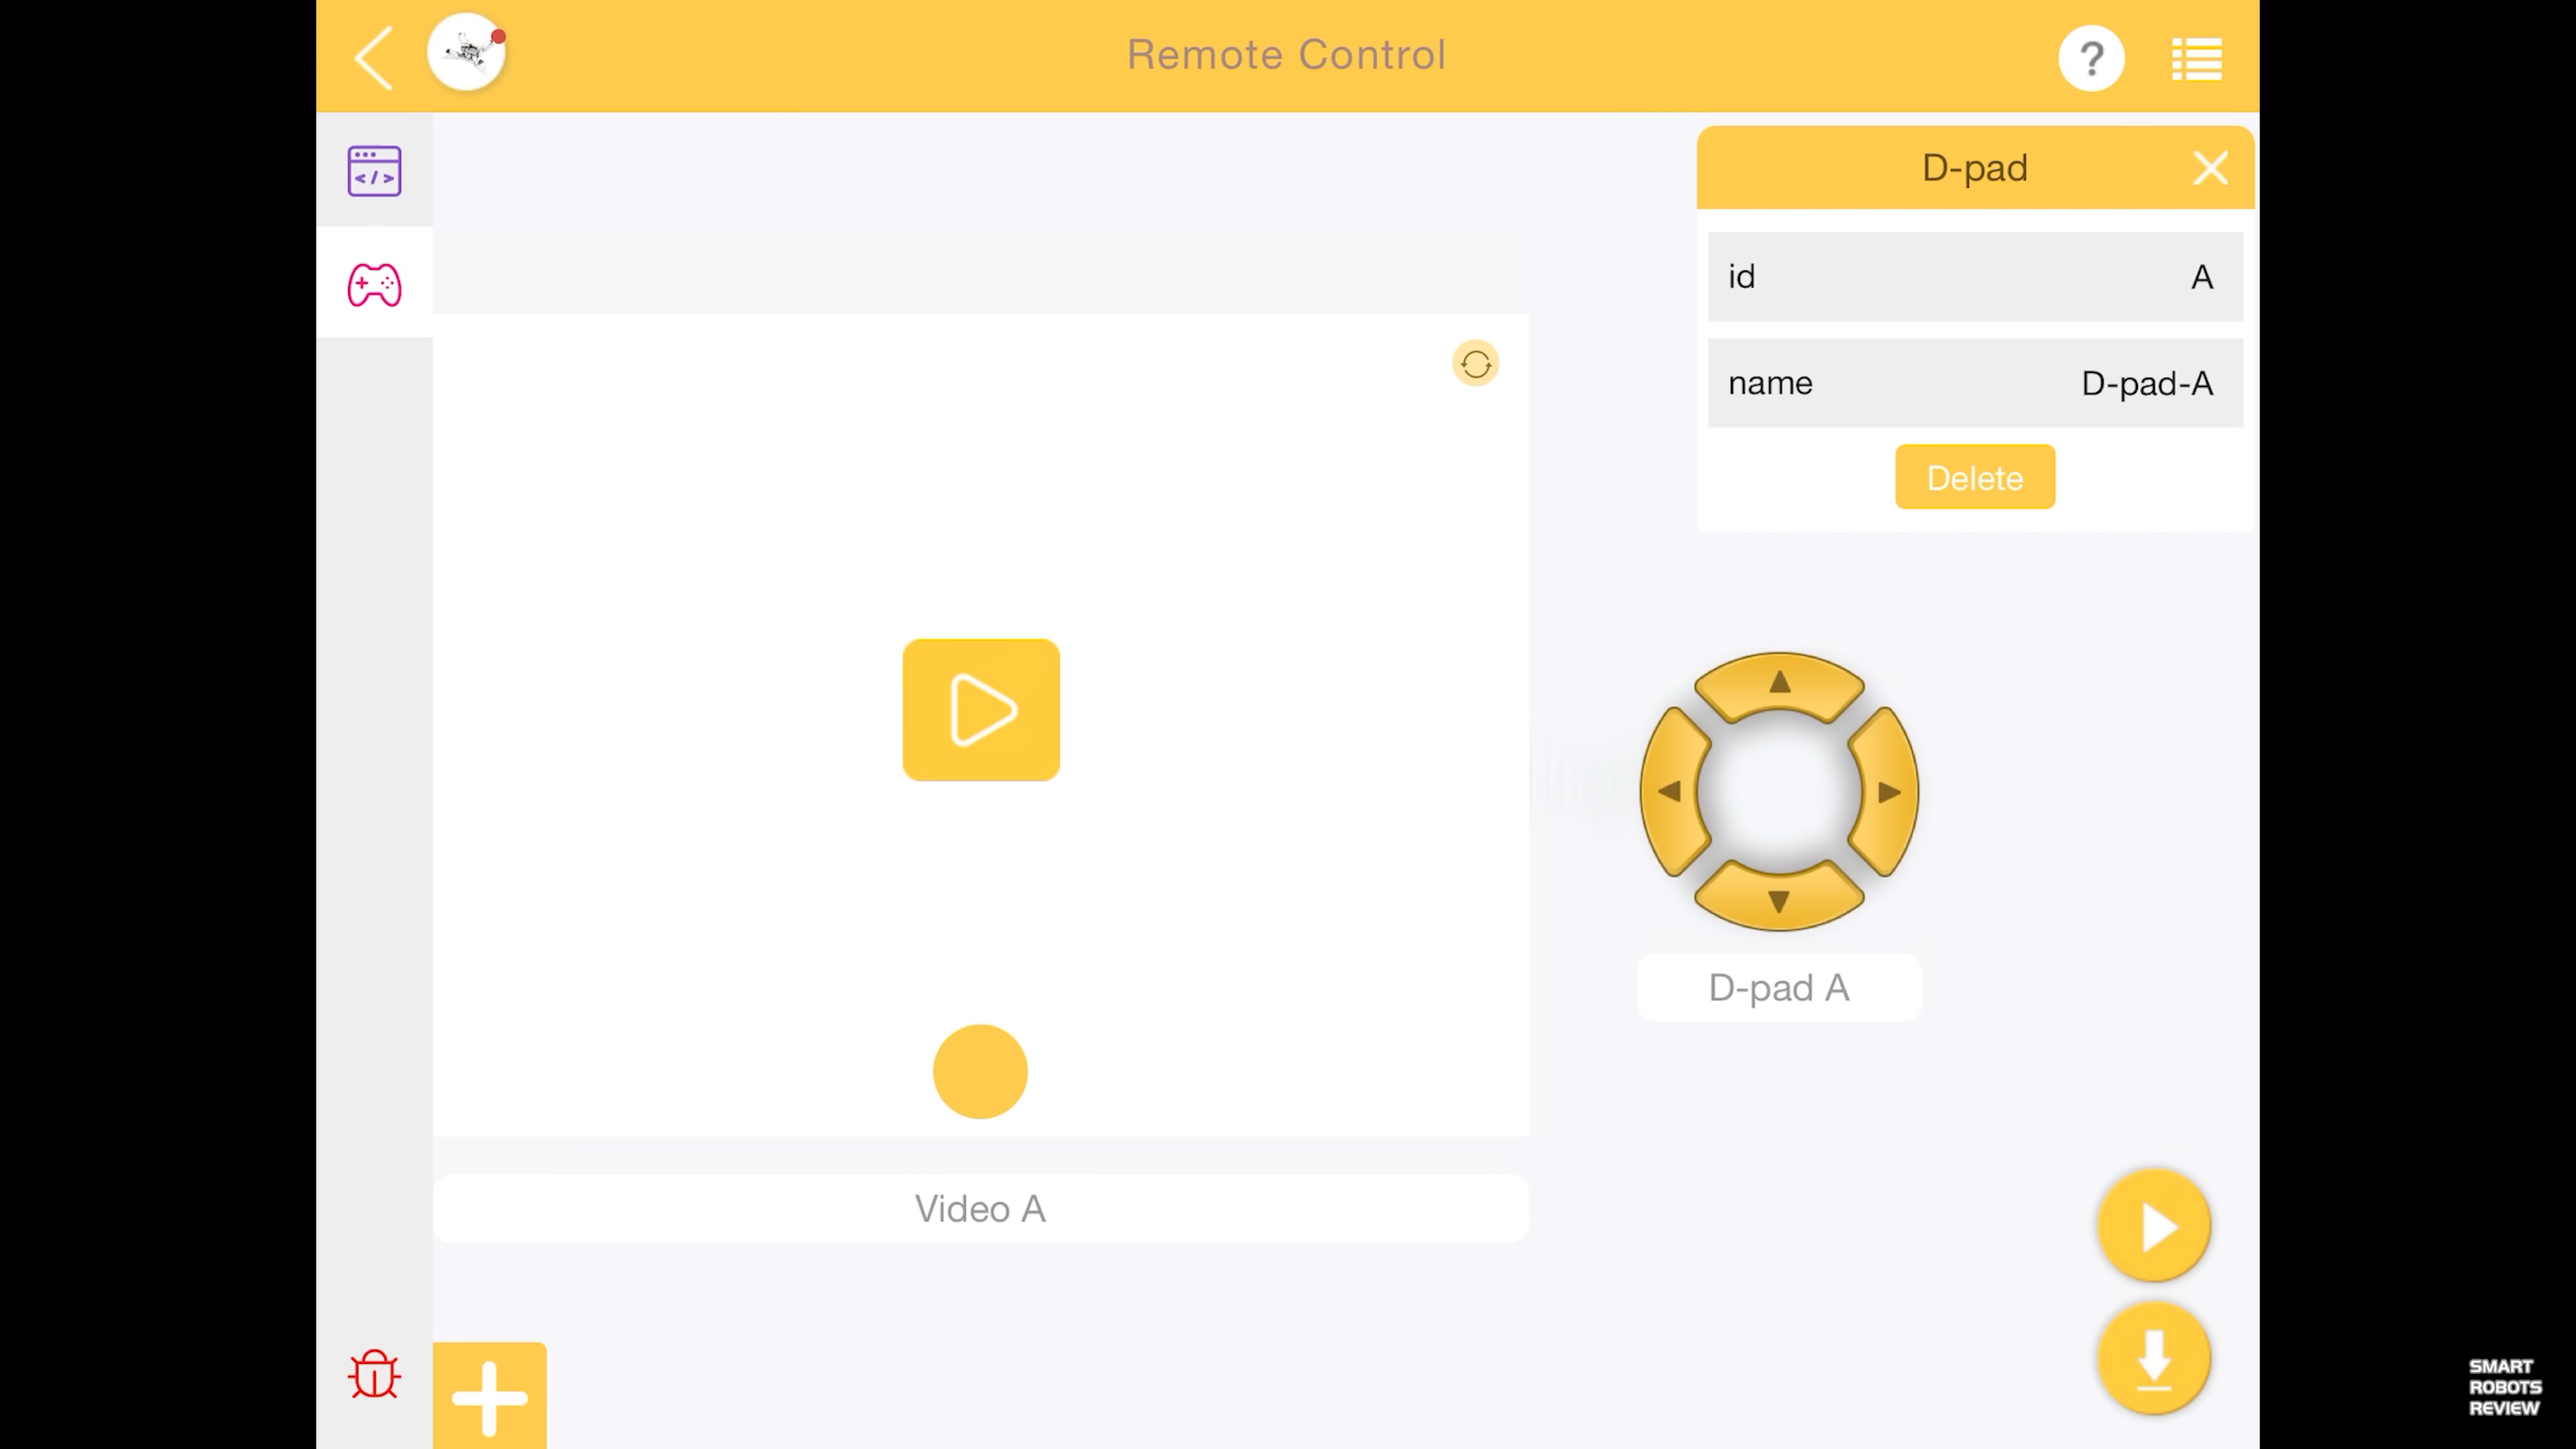 Remote Control
?
</>
D-pad
id A
name D-pad-A
Delete
D-pad A
Video A
SMART
ROBOTS
REVIEW